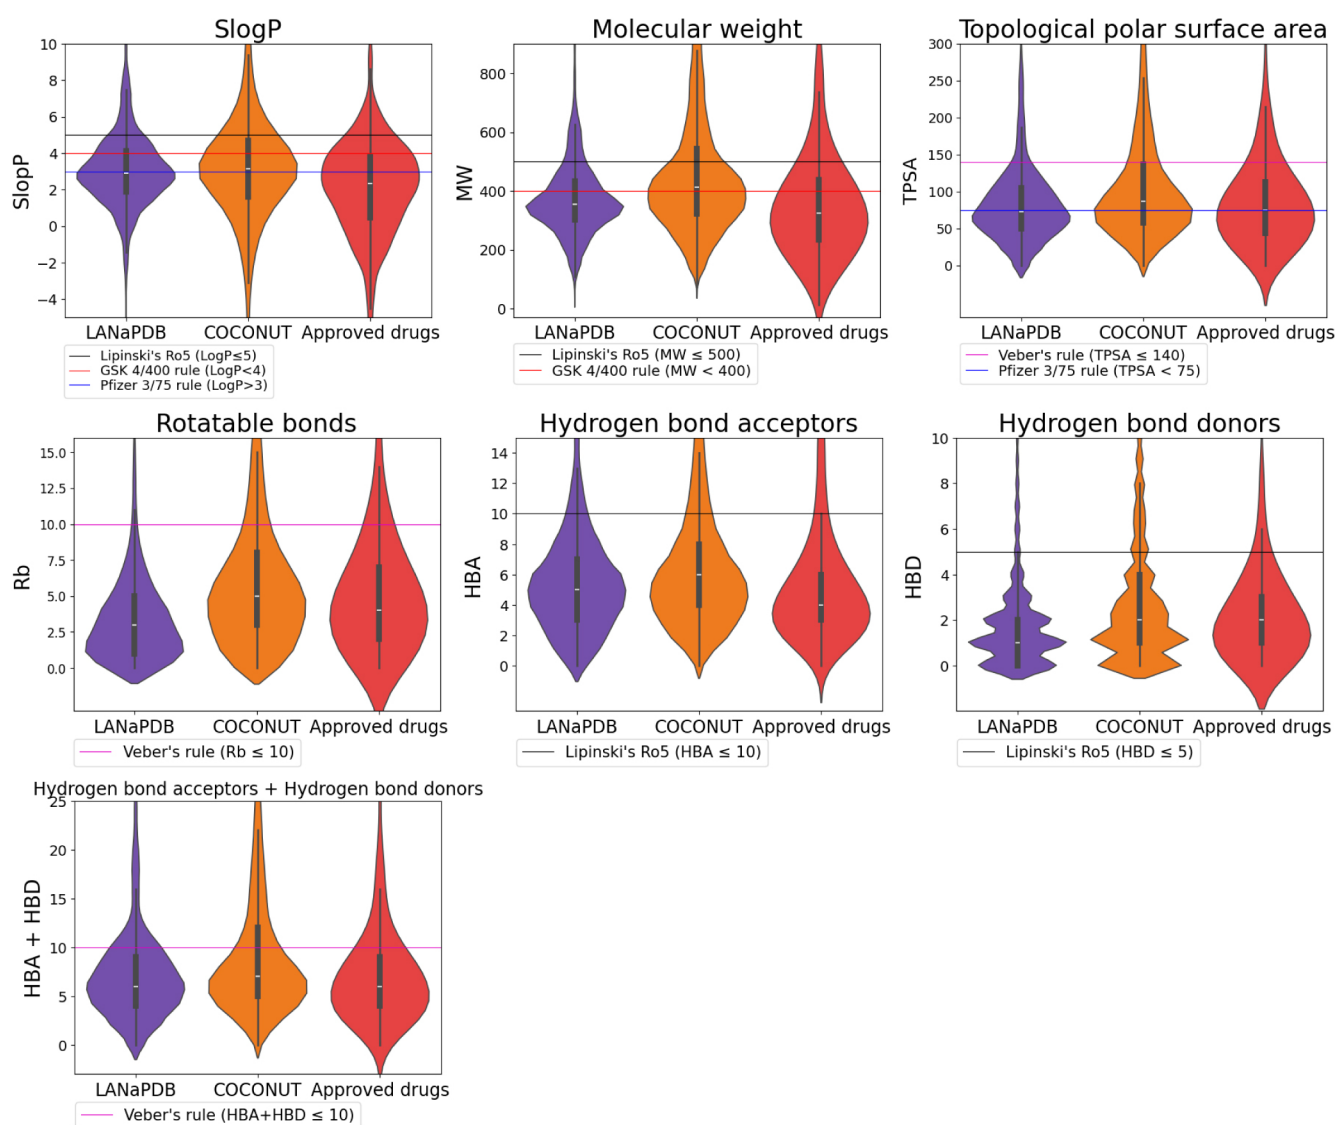 SlogP
Molecular weight
Topological polar surface area
10
8
6
4
2
0
−2
−4
SlopP
LANaPDB COCONUT Approved drugs
Lipinski's Ro5 (LogP≤5)
GSK 4/400 rule (LogP<4)
Pfizer 3/75 rule (LogP>3)
800
600
400
200
0
MW
LANaPDB COCONUT Approved drugs
Lipinski's Ro5 (MW ≤ 500)
GSK 4/400 rule (MW < 400)
300
250
200
150
100
50
0
TPSA
LANaPDB COCONUT Approved drugs
Veber's rule (TPSA ≤ 140)
Pfizer 3/75 rule (TPSA < 75)
Rotatable bonds
Hydrogen bond acceptors
Hydrogen bond donors
15.0
12.5
10.0
7.5
5.0
2.5
0.0
Rb
LANaPDB COCONUT Approved drugs
Veber's rule (Rb ≤ 10)
14
12
10
8
6
4
2
0
HBA
LANaPDB COCONUT Approved drugs
Lipinski's Ro5 (HBA ≤ 10)
10
8
6
4
2
0
HBD
LANaPDB COCONUT Approved drugs
Lipinski's Ro5 (HBD ≤ 5)
Hydrogen bond acceptors + Hydrogen bond donors
25
20
15
10
5
0
HBA + HBD
LANaPDB COCONUT Approved drugs
Veber's rule (HBA+HBD ≤ 10)